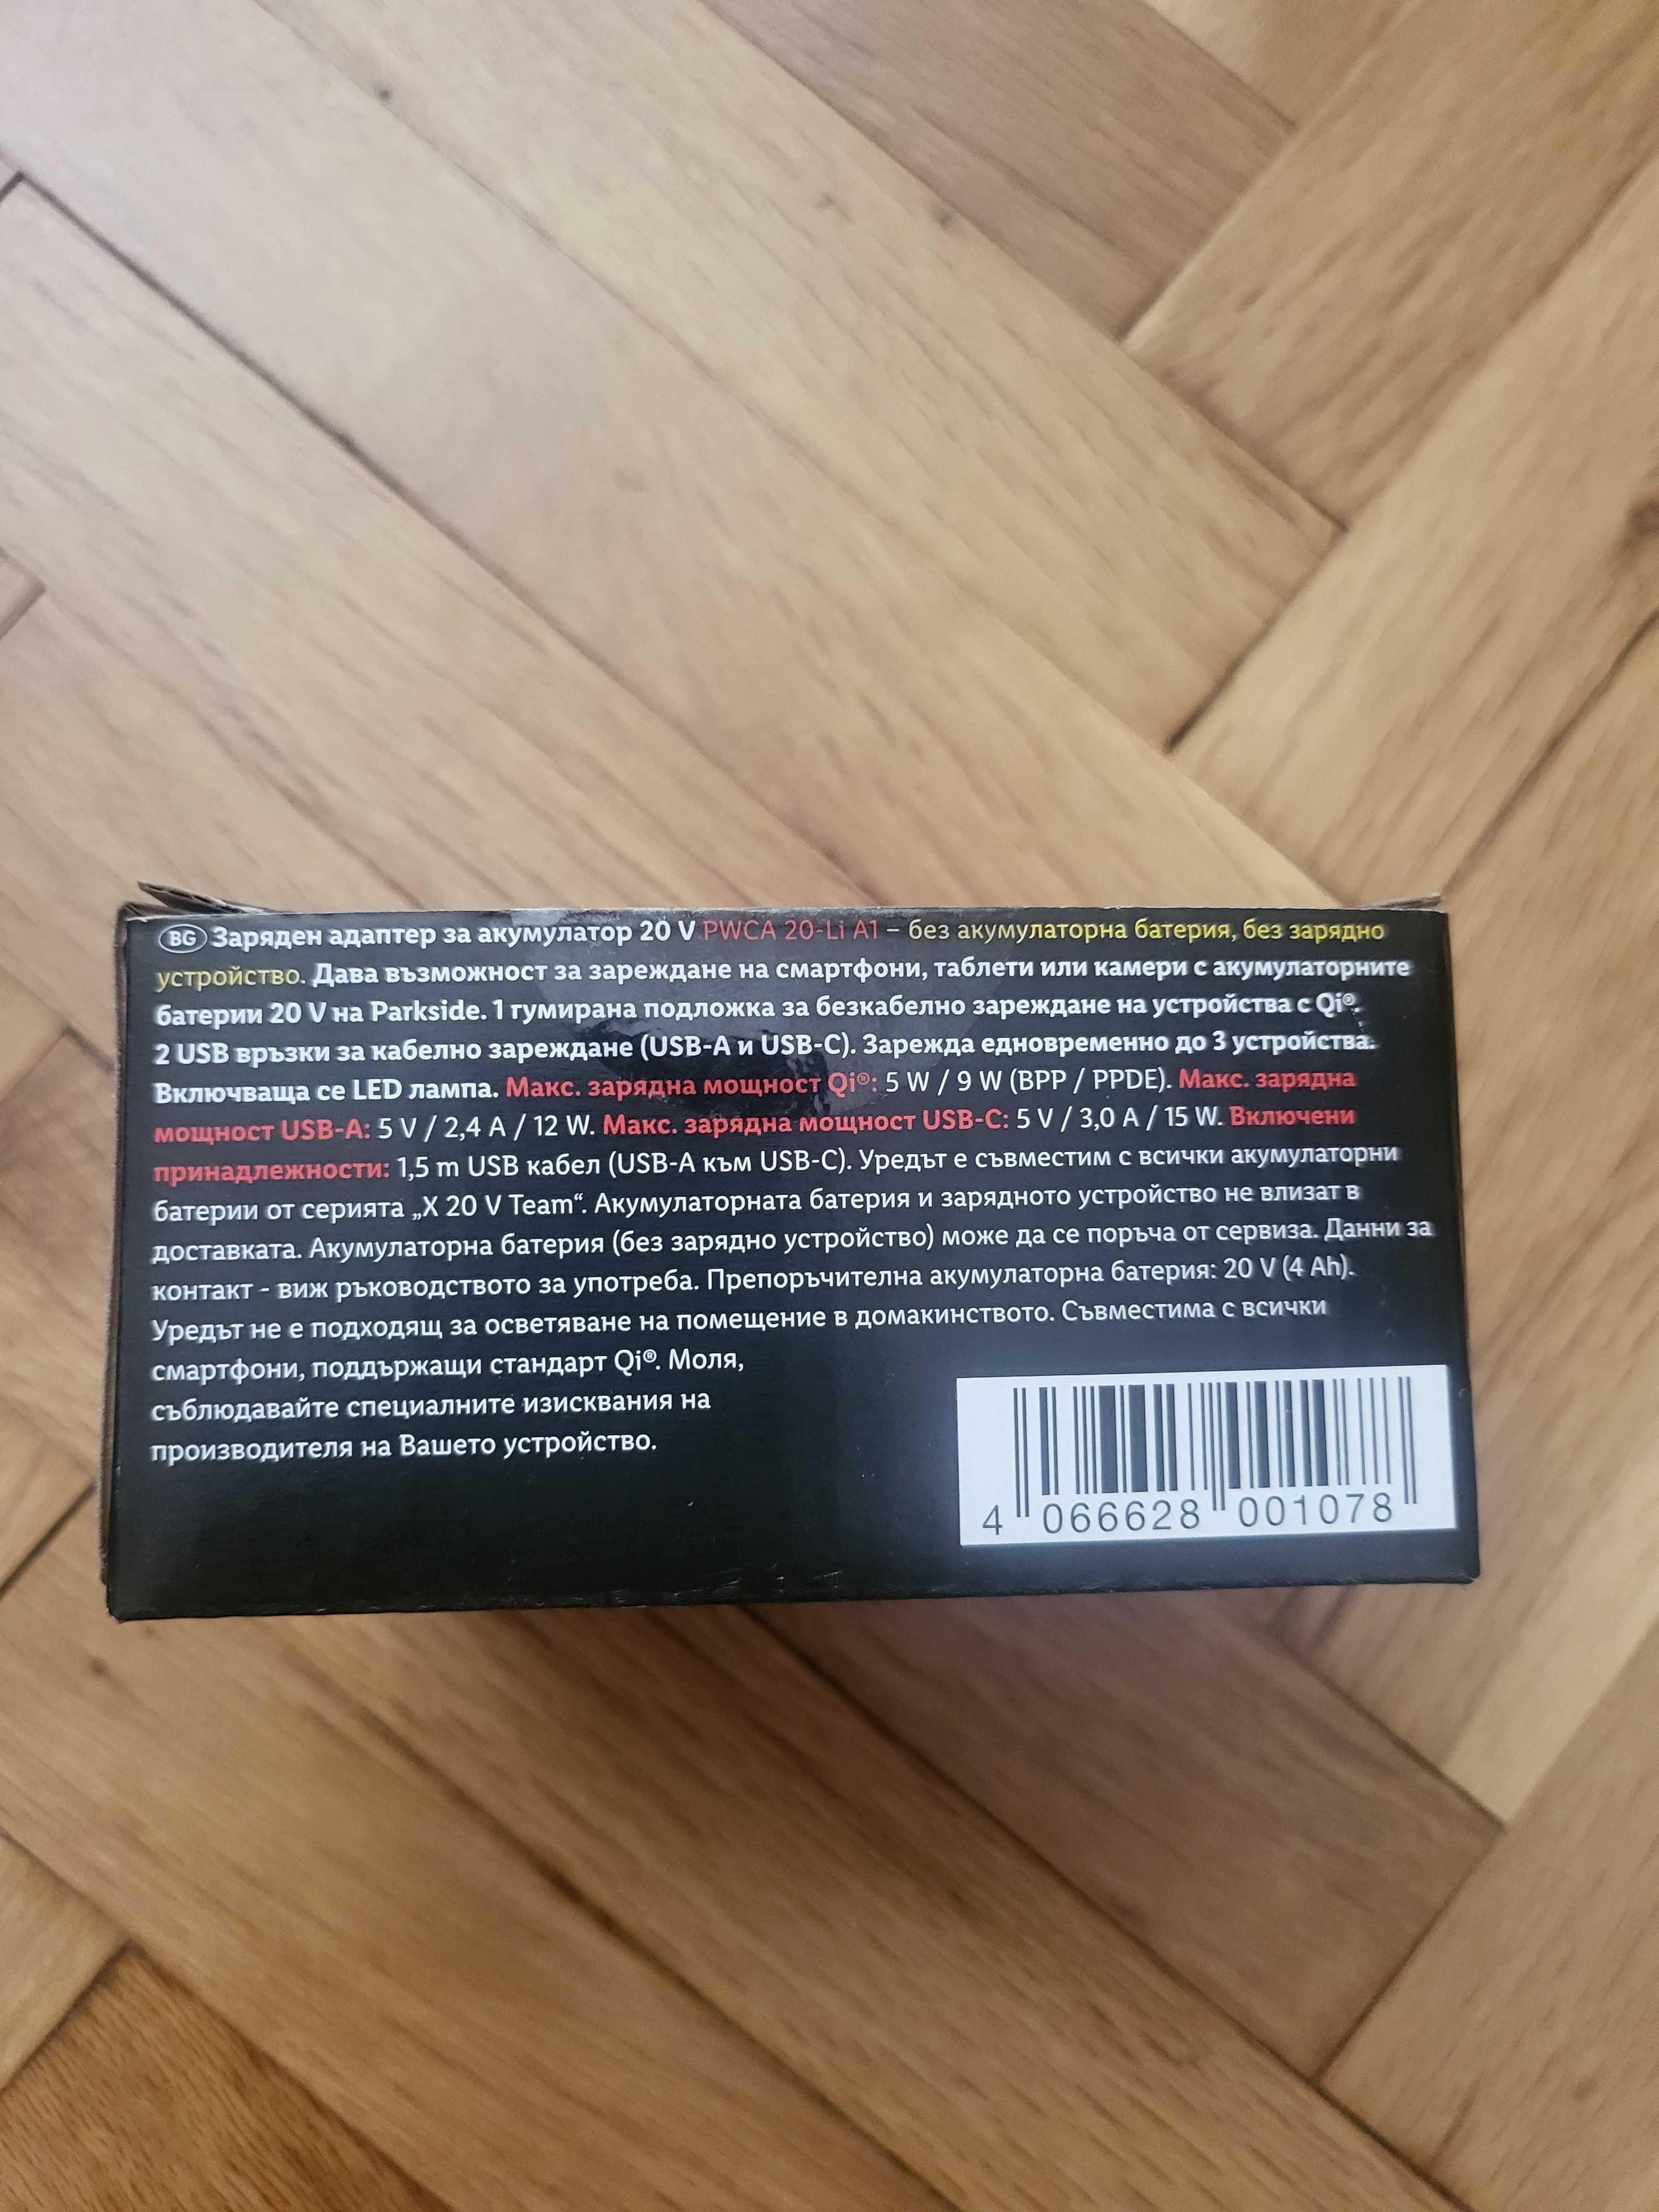 BG Заряден адаптер за акумулатор 20 V PWCA 20-Li A1 – без акумулаторна батерия, без зарядно
устройство. Дава възможност за зареждане на смартфони, таблети или камери с акумулаторните
батерии 20 V на Parkside. 1 гумирана подложка за безкабелно зареждане на устройства с Qi®.
2 USB връзки за кабелно зареждане (USB-A и USB-C). Зарежда едновременно до 3 устройства.
Включваща се LED лампа. Макс. зарядна мощност Qi®: 5 W / 9 W (BPP / PPDE). Макс. зарядна
мощност USB-A: 5 V / 2,4 A / 12 W. Макс. зарядна мощност USB-C: 5 V / 3,0 A / 15 W. Включени
принадлежности: 1,5 m USB кабел (USB-A към USB-C). Уредът е съвместим с всички акумулаторни
батерии от серията „X 20 V Team“. Акумулаторната батерия и зарядното устройство не влизат в
доставката. Акумулаторна батерия (без зарядно устройство) може да се поръча от сервиза. Данни за
контакт - виж ръководството за употреба. Препоръчителна акумулаторна батерия: 20 V (4 Ah).
Уредът не е подходящ за осветяване на помещение в домакинството. Съвместима с всички
смартфони, поддържащи стандарт Qi®. Моля,
съблюдавайте специалните изисквания на
производителя на Вашето устройство.
4 066628 001078